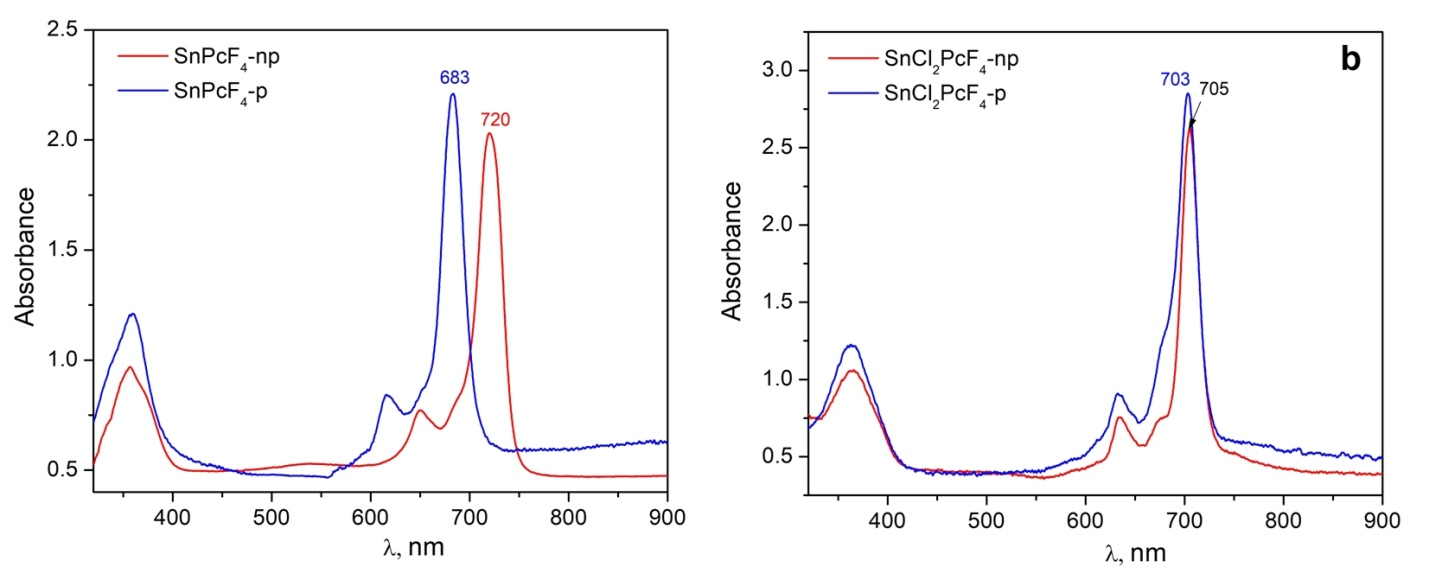 2.5
2.0
1.5
1.0
0.5
Absorbance
SnPcF₄-np
SnPcF₄-p
683
720
400 500 600 700 800 900
λ, nm
b
3.0
2.5
2.0
1.5
1.0
0.5
Absorbance
SnCl₂PcF₄-np
SnCl₂PcF₄-p
703
705
400 500 600 700 800 900
λ, nm